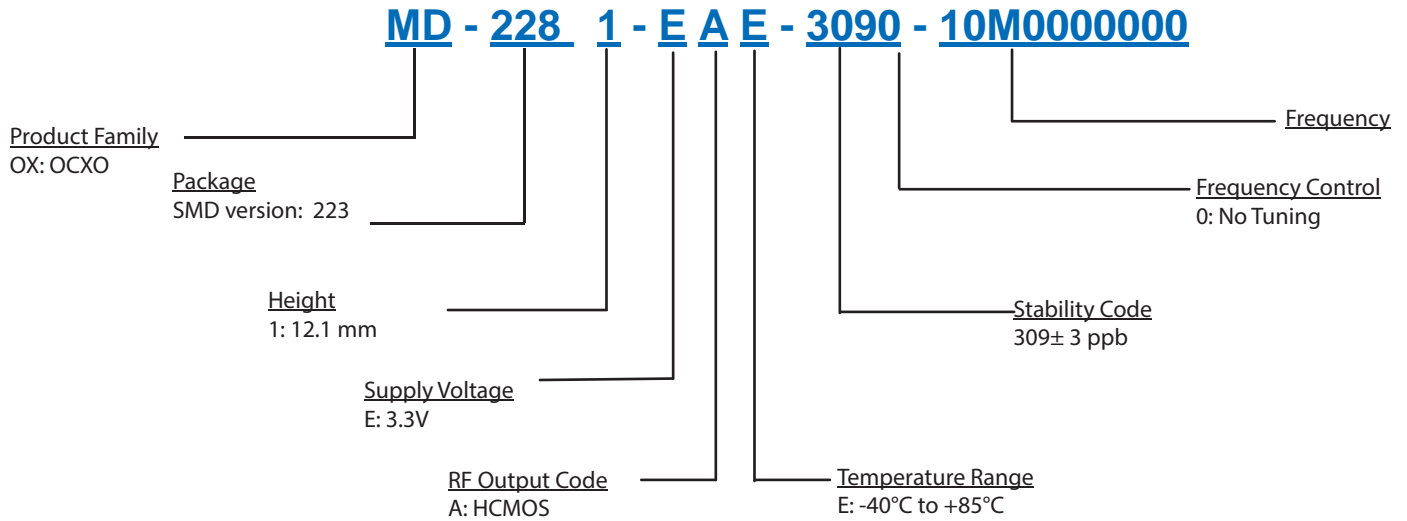 MD - 228 1 - E A E - 3090 - 10M0000000
Product Family
OX: OCXO
Package
SMD version: 223
Height
1: 12.1 mm
Supply Voltage
E: 3.3V
RF Output Code
A: HCMOS
Temperature Range
E: -40°C to +85°C
Stability Code
309± 3 ppb
Frequency Control
0: No Tuning
Frequency